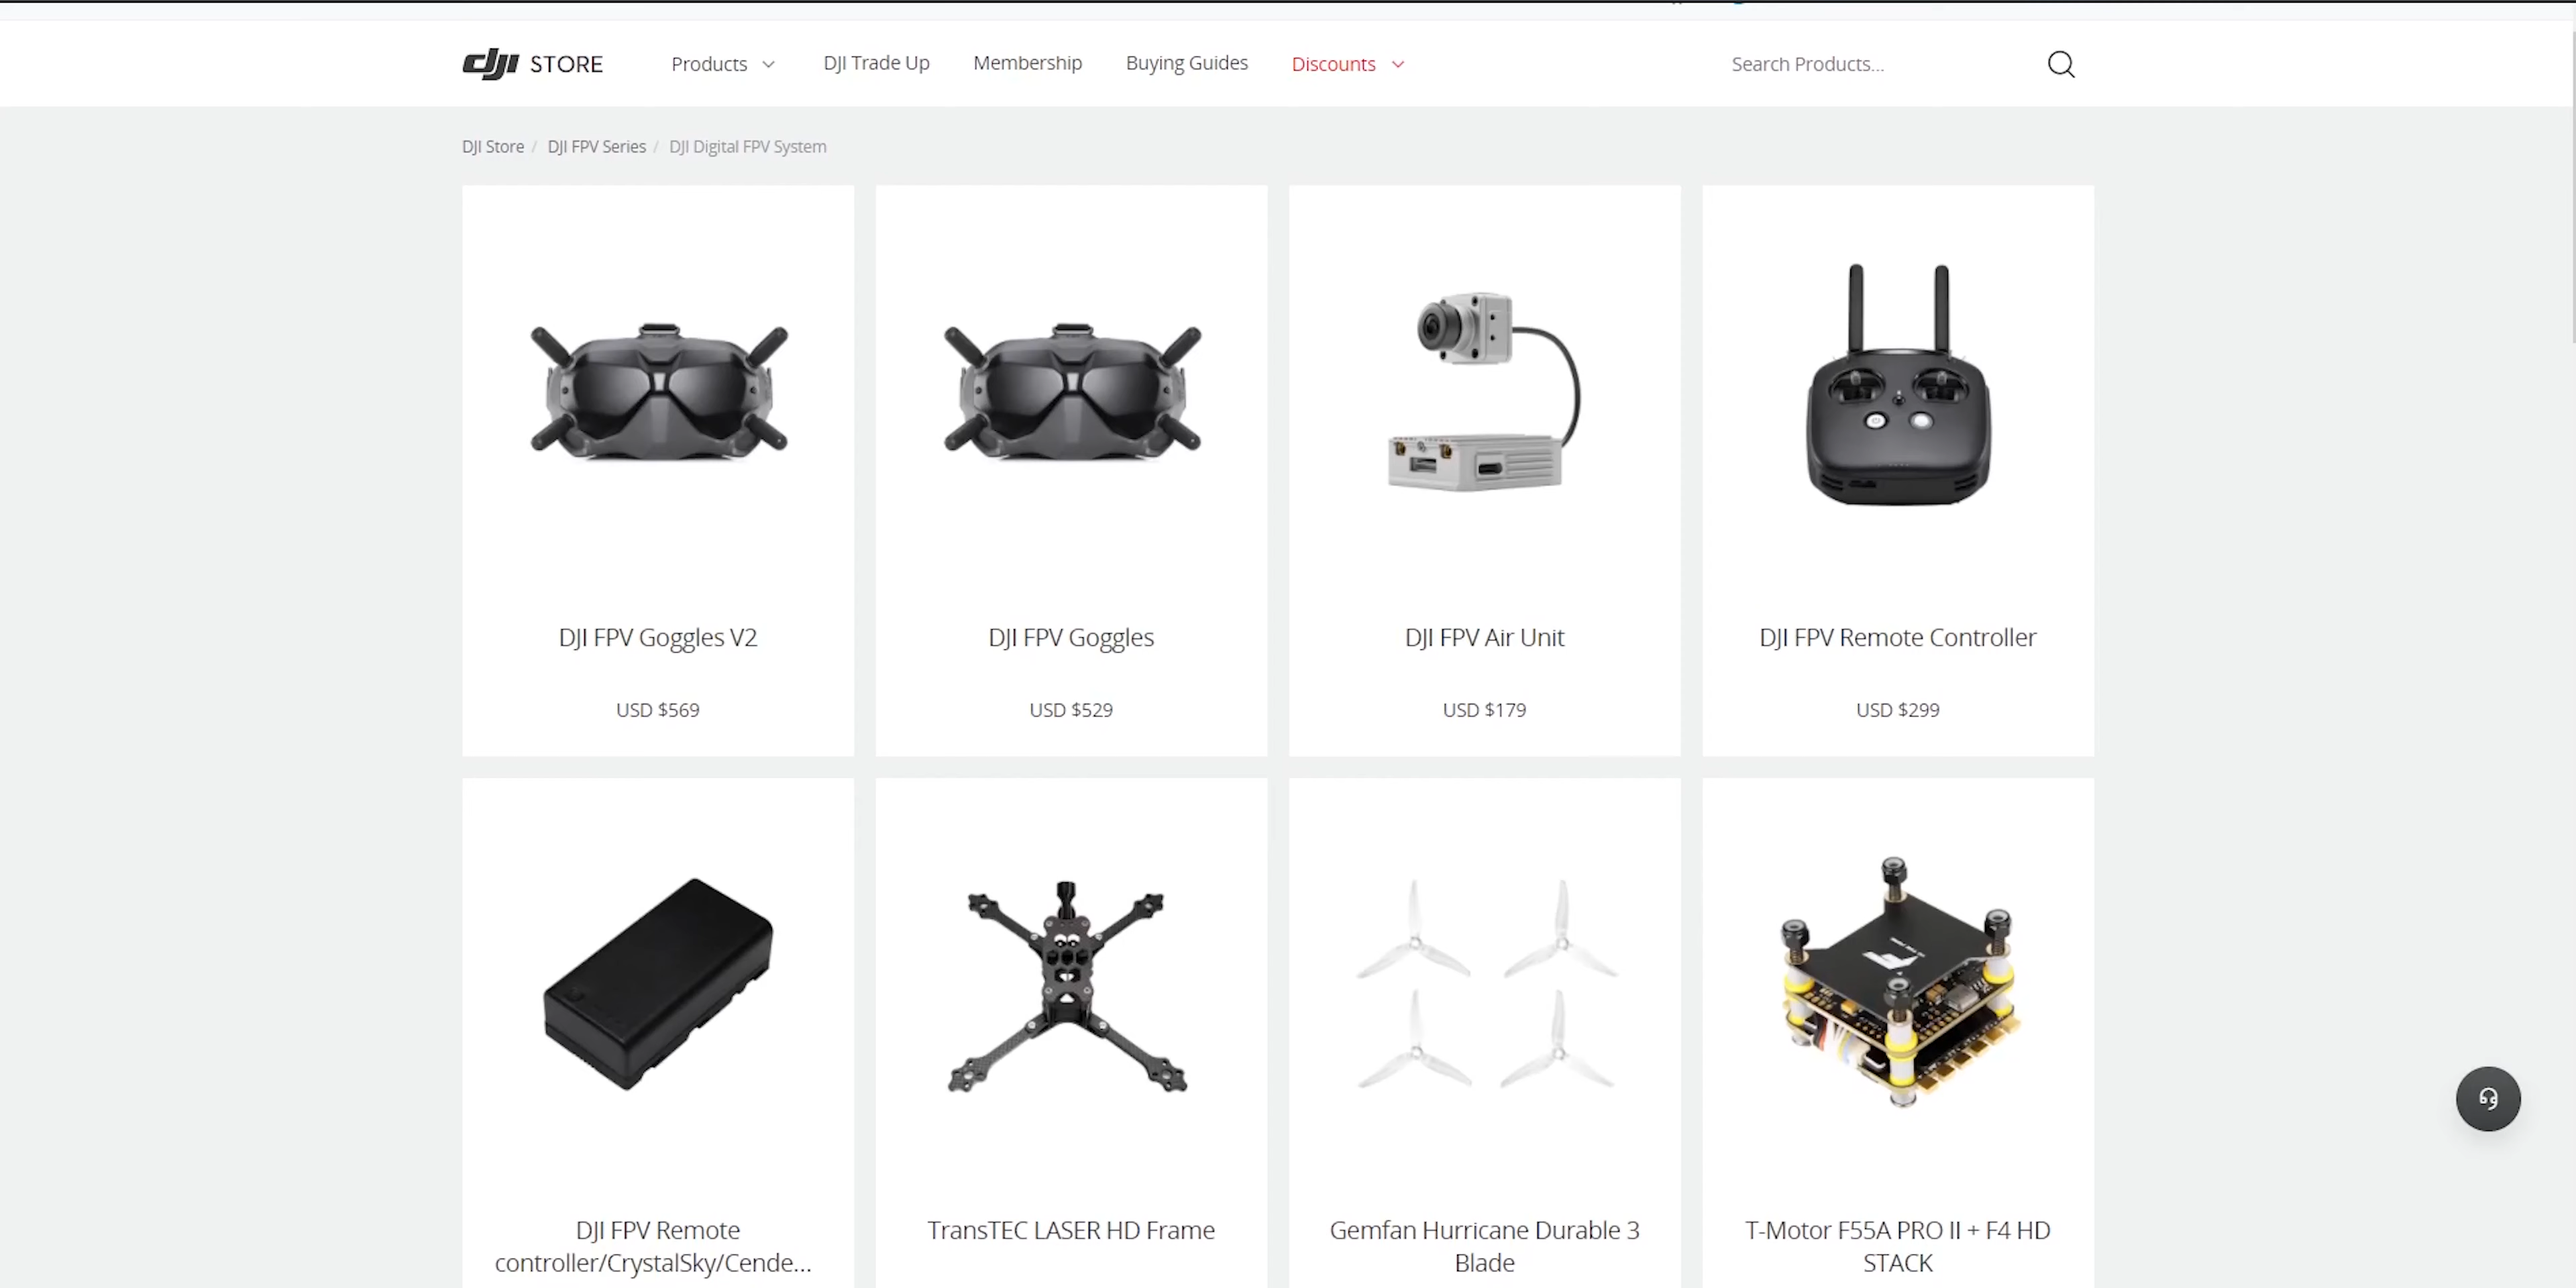 dji STORE
Products
DJI Trade Up
Membership
Buying Guides
Discounts
Search Products...
DJI Store / DJI FPV Series / DJI Digital FPV System
DJI FPV Goggles V2
USD $569
DJI FPV Goggles
USD $529
DJI FPV Air Unit
USD $179
DJI FPV Remote Controller
USD $299
DJI FPV Remote
controller/CrystalSky/Cende...
TransTEC LASER HD Frame
Gemfan Hurricane Durable 3
Blade
T-Motor F55A PRO II + F4 HD
STACK